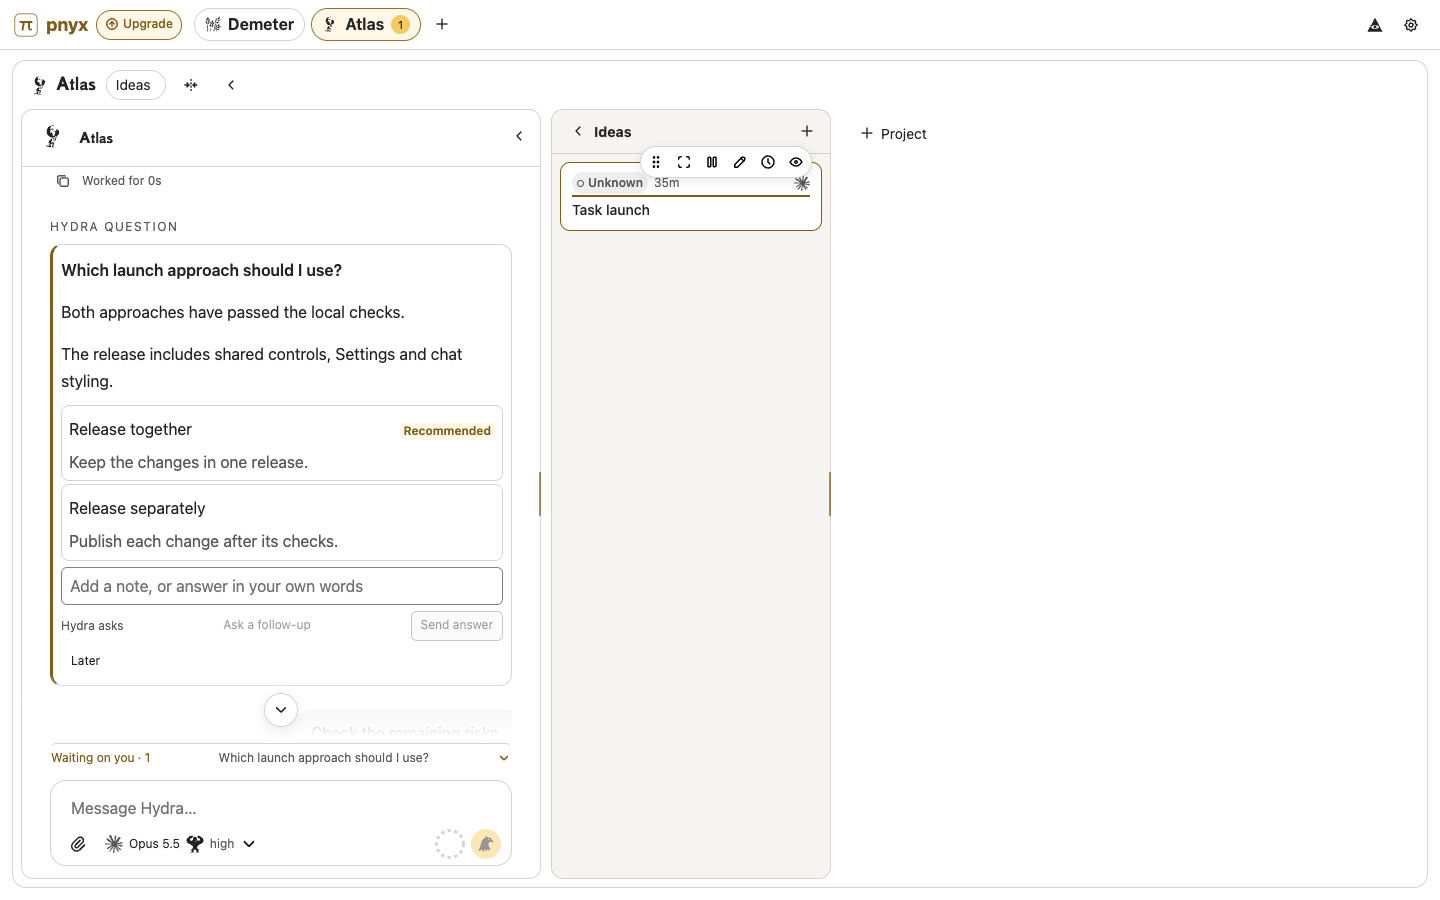 π pnyx Upgrade Demeter Atlas 1
Atlas Ideas
Atlas
Worked for 0s
HYDRA QUESTION
Which launch approach should I use?
Both approaches have passed the local checks.
The release includes shared controls, Settings and chat
styling.
Release together Recommended
Keep the changes in one release.
Release separately
Publish each change after its checks.
Add a note, or answer in your own words
Hydra asks Ask a follow-up Send answer
Later
Check the remaining risks
Waiting on you · 1 Which launch approach should I use?
Message Hydra...
Opus 5.5 high
Ideas
Unknown 35m
Task launch
Project